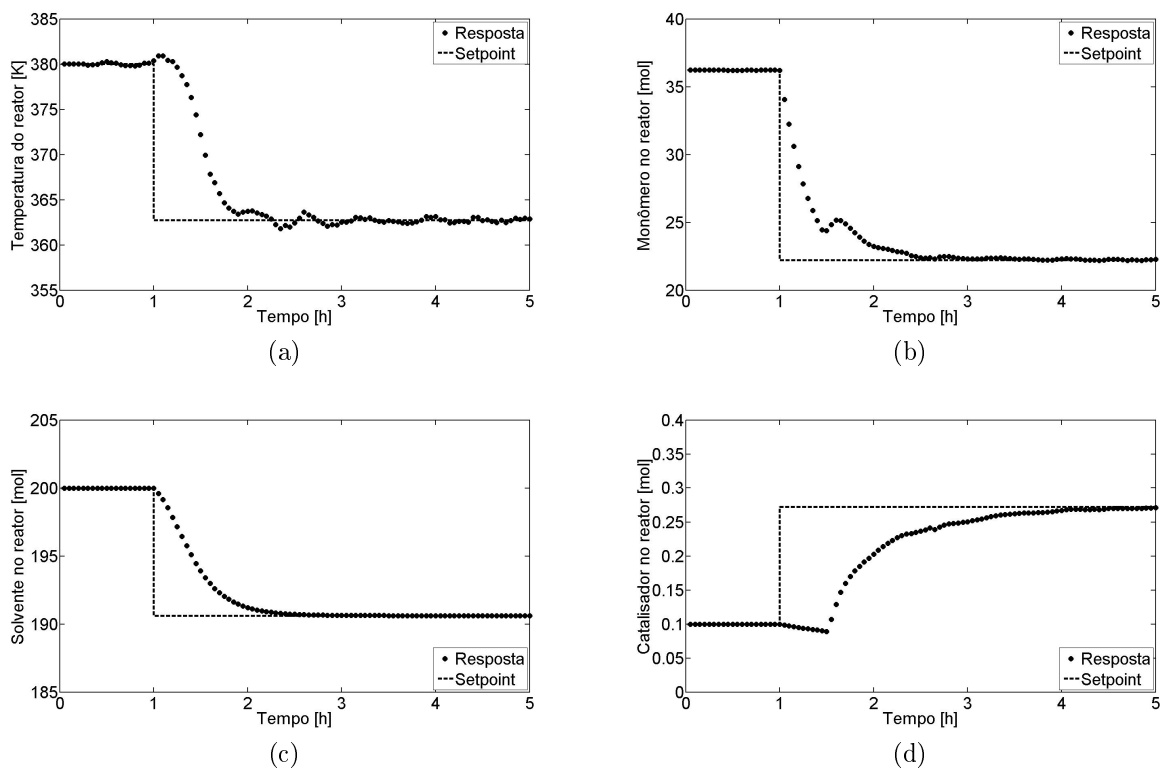 385
380
375
370
365
360
355
Temperatura do reator [K]
Resposta
Setpoint
0 1 2 3 4 5
Tempo [h]
(a)
40
35
30
25
20
Monômero no reator [mol]
Resposta
Setpoint
0 1 2 3 4 5
Tempo [h]
(b)
205
200
195
190
185
Solvente no reator [mol]
Resposta
Setpoint
0 1 2 3 4 5
Tempo [h]
(c)
0.4
0.35
0.3
0.25
0.2
0.15
0.1
0.05
0
Catalisador no reator [mol]
Resposta
Setpoint
0 1 2 3 4 5
Tempo [h]
(d)